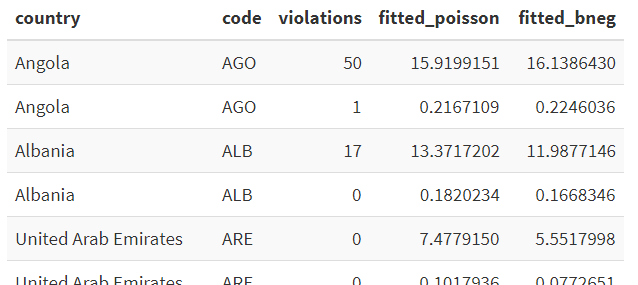 country code violations fitted_poisson fitted_bneg
Angola AGO 50 15.9199151 16.1386430
Angola AGO 1 0.2167109 0.2246036
Albania ALB 17 13.3717202 11.9877146
Albania ALB 0 0.1820234 0.1668346
United Arab Emirates ARE 0 7.4779150 5.5517998
United Arab Emirates ARE 0 0.1017936 0.0772651